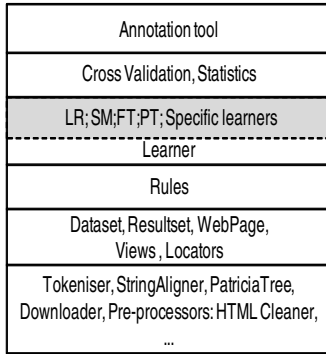 Annotation tool
Cross Validation, Statistics
LR; SM;FT;PT; Specific learners
Learner
Rules
Dataset, Resultset, WebPage,
Views , Locators
Tokeniser, StringAligner, PatriciaTree,
Downloader, Pre-processors: HTML Cleaner,
...